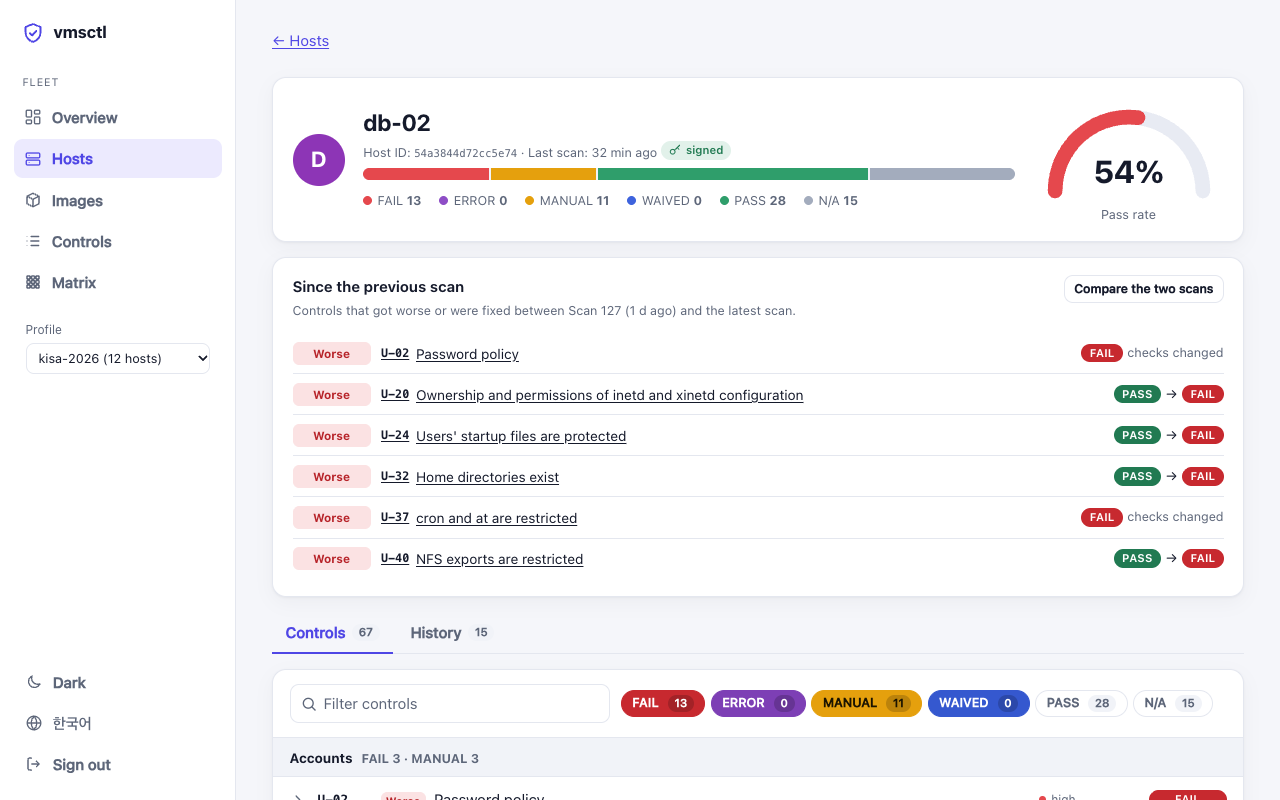 vmsctl
FLEET
Overview
Hosts
Images
Controls
Matrix
Profile
kisa-2026 (12 hosts)
Dark
한국어
Sign out
← Hosts
D
db-02
Host ID: 54a3844d72cc5e74 · Last scan: 32 min ago signed
FAIL 13 ERROR 0 MANUAL 11 WAIVED 0 PASS 28 N/A 15
54%
Pass rate
Since the previous scan
Compare the two scans
Controls that got worse or were fixed between Scan 127 (1 d ago) and the latest scan.
Worse U-02 Password policy FAIL checks changed
Worse U-20 Ownership and permissions of inetd and xinetd configuration PASS → FAIL
Worse U-24 Users' startup files are protected PASS → FAIL
Worse U-32 Home directories exist PASS → FAIL
Worse U-37 cron and at are restricted FAIL checks changed
Worse U-40 NFS exports are restricted PASS → FAIL
Controls 67 History 15
Filter controls FAIL 13 ERROR 0 MANUAL 11 WAIVED 0 PASS 28 N/A 15
Accounts FAIL 3 · MANUAL 3
U-02 Worse Password policy high FAIL